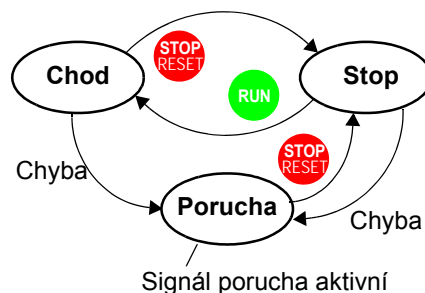 STOP
RESET
Chod
Stop
RUN
STOP
RESET
Chyba
Porucha
Chyba
Signál porucha aktivní